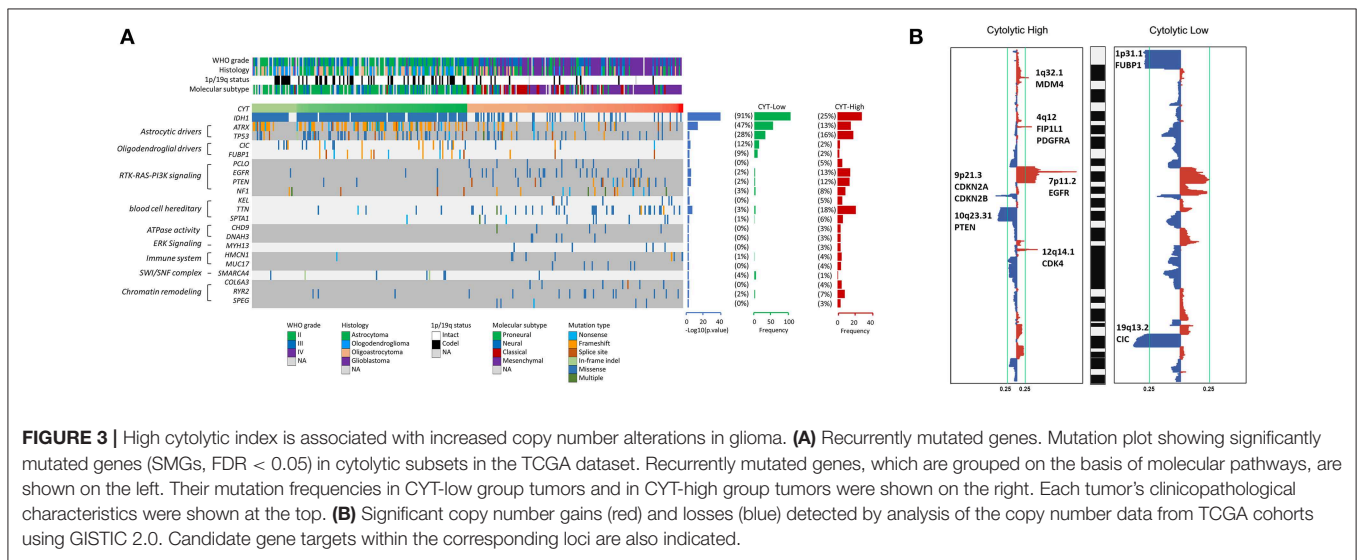 A
WHO grade
Histology
1p/19q status
Molecular subtype
CYT-Low CYT-High
CYT
IDH1 (91%) (25%)
ATRX (47%) (13%)
Astrocytic drivers
TP53 (28%) (16%)
CIC (12%) (2%)
Oligodendroglial drivers
FUBP1 (9%) (2%)
PCLO (0%) (5%)
EGFR (2%) (13%)
RTK-RAS-PI3K signaling
PTEN (2%) (12%)
NF1 (3%) (8%)
KEL (0%) (5%)
blood cell hereditary
TTN (3%) (18%)
SPTA1 (1%) (6%)
CHD9 (0%) (3%)
ATPase activity
DNAH3 (0%) (3%)
ERK Signaling
MYH13 (0%) (3%)
HMCN1 (1%) (4%)
Immune system
MUC17 (0%) (4%)
SWI/SNF complex
SMARCA4 (4%) (1%)
COL6A3 (0%) (4%)
Chromatin remodeling
RYR2 (2%) (7%)
SPEG (0%) (3%)
0 40 0 50 100 0 20 40
-Log10(p.value) Frequency Frequency
WHO grade
II
III
IV
NA
Histology
Astrocytoma
Ologodendroglioma
Oligoastrocytoma
Glioblastoma
NA
1p/19q status
Intact
Codel
NA
Molecular subtype
Proneural
Neural
Classical
Mesenchymal
NA
Mutation type
Nonsense
Frameshift
Splice site
In-frame indel
Missense
Multiple
B
Cytolytic High
Cytolytic Low
1q32.1
MDM4
4q12
FIP1L1
PDGFRA
9p21.3
CDKN2A
CDKN2B
7p11.2
EGFR
10q23.31
PTEN
12q14.1
CDK4
0.25 0.25
1p31.1
FUBP1
19q13.2
CIC
0.25 0.25
FIGURE 3 | High cytolytic index is associated with increased copy number alterations in glioma. (A) Recurrently mutated genes. Mutation plot showing significantly
mutated genes (SMGs, FDR < 0.05) in cytolytic subsets in the TCGA dataset. Recurrently mutated genes, which are grouped on the basis of molecular pathways, are
shown on the left. Their mutation frequencies in CYT-low group tumors and in CYT-high group tumors were shown on the right. Each tumor's clinicopathological
characteristics were shown at the top. (B) Significant copy number gains (red) and losses (blue) detected by analysis of the copy number data from TCGA cohorts
using GISTIC 2.0. Candidate gene targets within the corresponding loci are also indicated.